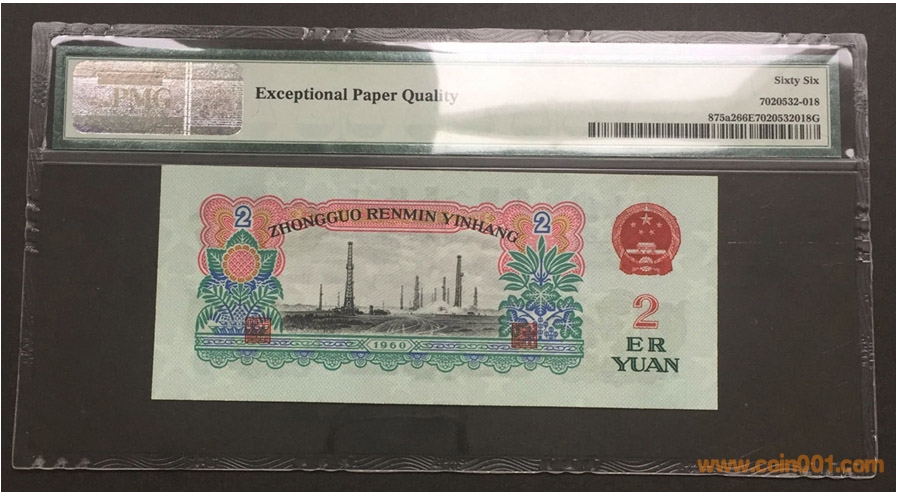 PMG
Exceptional Paper Quality
Sixty Six
7020532-018
875a266E7020532018G
2
2
ZHONGGUO RENMIN YINHANG
1960
2
ER
YUAN
www.coin001.com